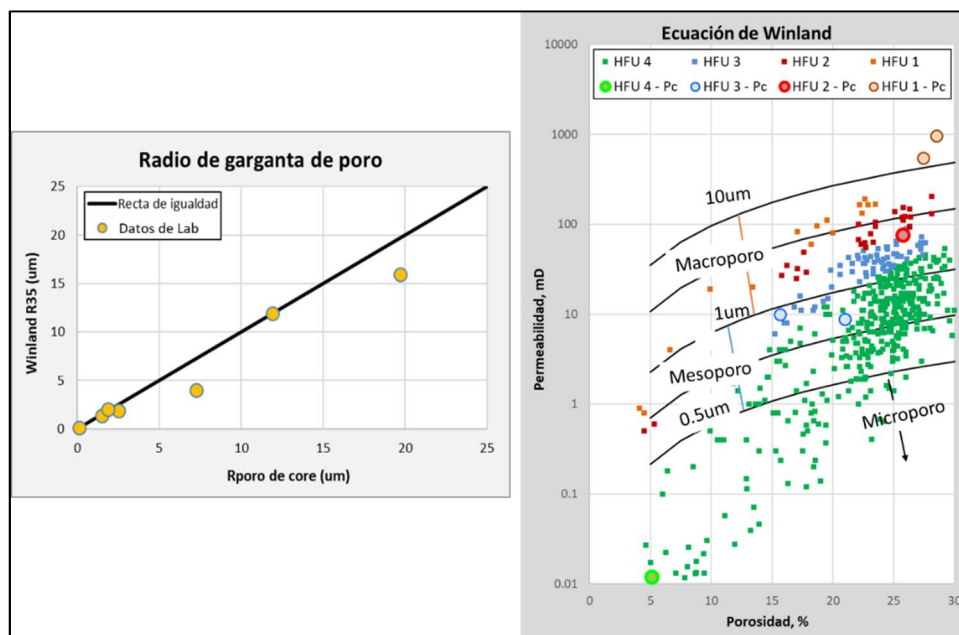 Radio de garganta de poro
25
20
15
10
5
0
Winland R35 (um)
Recta de igualdad
Datos de Lab
0 5 10 15 20 25
Rporo de core (um)
Ecuación de Winland
HFU 4 HFU 3 HFU 2 HFU 1
HFU 4 - Pc HFU 3 - Pc HFU 2 - Pc HFU 1 - Pc
10000
1000
100
10
1
0.1
0.01
Permeabilidad, mD
10um
Macroporo
1um
Mesoporo
0.5um
Microporo
0 5 10 15 20 25 30
Porosidad, %